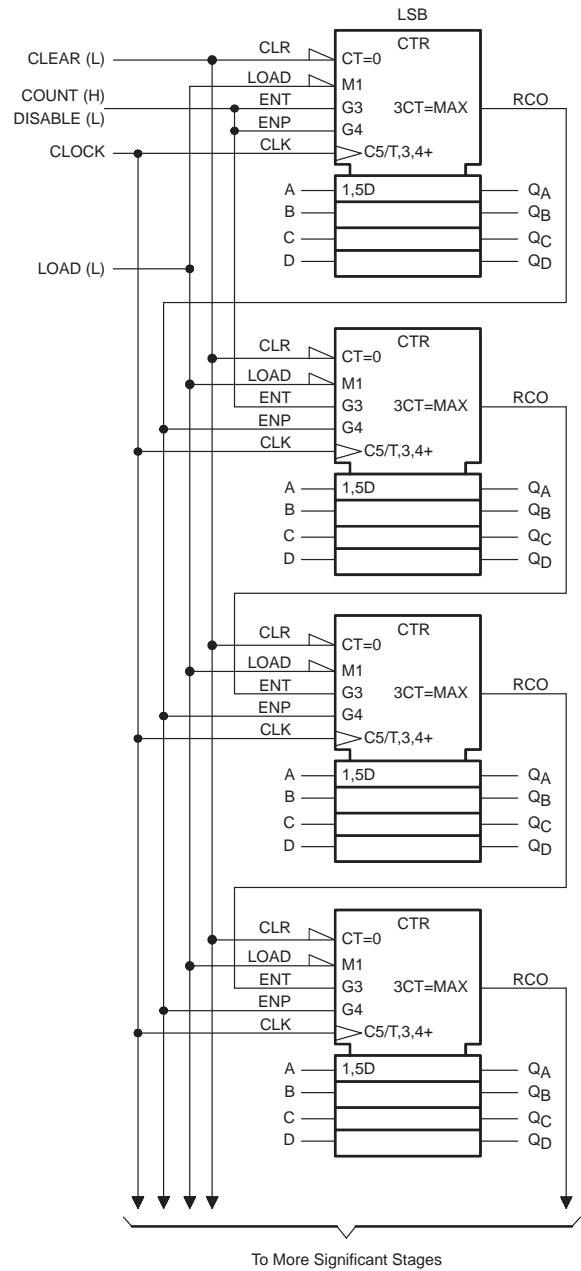 LSB
CLEAR (L)
CLR
CT=0
CTR
LOAD
M1
COUNT (H)
DISABLE (L)
ENT
G3
3CT=MAX
RCO
ENP
G4
CLOCK
CLK
C5/T,3,4+
A
1,5D
QA
B
QB
C
QC
D
QD
LOAD (L)
CLR
CT=0
CTR
LOAD
M1
ENT
G3
3CT=MAX
RCO
ENP
G4
CLK
C5/T,3,4+
A
1,5D
QA
B
QB
C
QC
D
QD
CLR
CT=0
CTR
LOAD
M1
ENT
G3
3CT=MAX
RCO
ENP
G4
CLK
C5/T,3,4+
A
1,5D
QA
B
QB
C
QC
D
QD
CLR
CT=0
CTR
LOAD
M1
ENT
G3
3CT=MAX
RCO
ENP
G4
CLK
C5/T,3,4+
A
1,5D
QA
B
QB
C
QC
D
QD
To More Significant Stages